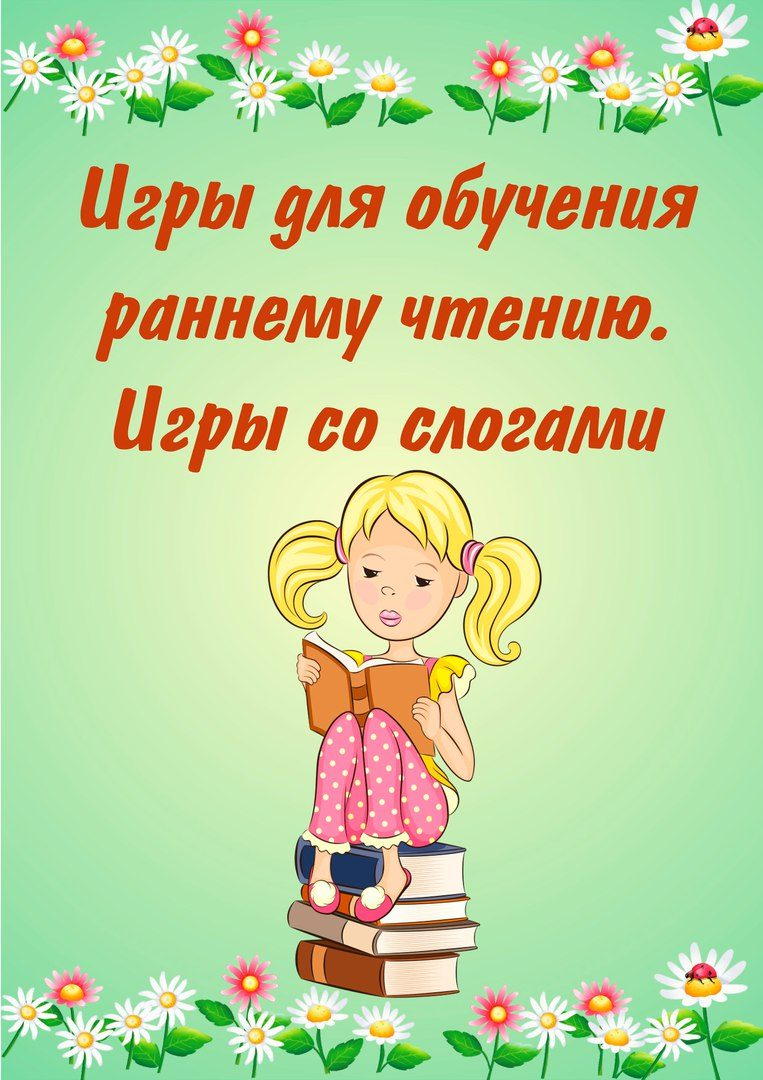 Игры для обучения
раннему чтению.
Игры со слогами